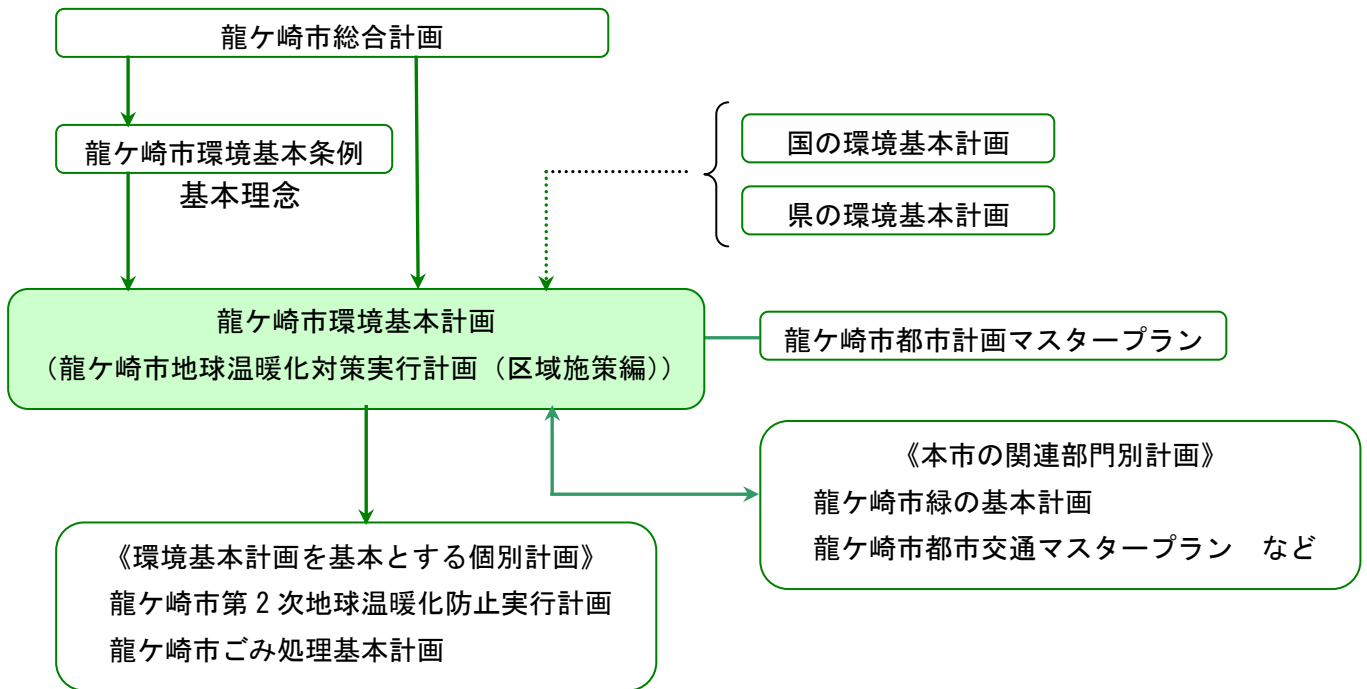 龍ケ崎市総合計画
龍ケ崎市環境基本条例
基本理念
国の環境基本計画
県の環境基本計画
龍ケ崎市環境基本計画
（龍ケ崎市地球温暖化対策実行計画（区域施策編））
龍ケ崎市都市計画マスタープラン
《本市の関連部門別計画》
龍ケ崎市緑の基本計画
龍ケ崎市都市交通マスタープラン　など
《環境基本計画を基本とする個別計画》
龍ケ崎市第２次地球温暖化防止実行計画
龍ケ崎市ごみ処理基本計画